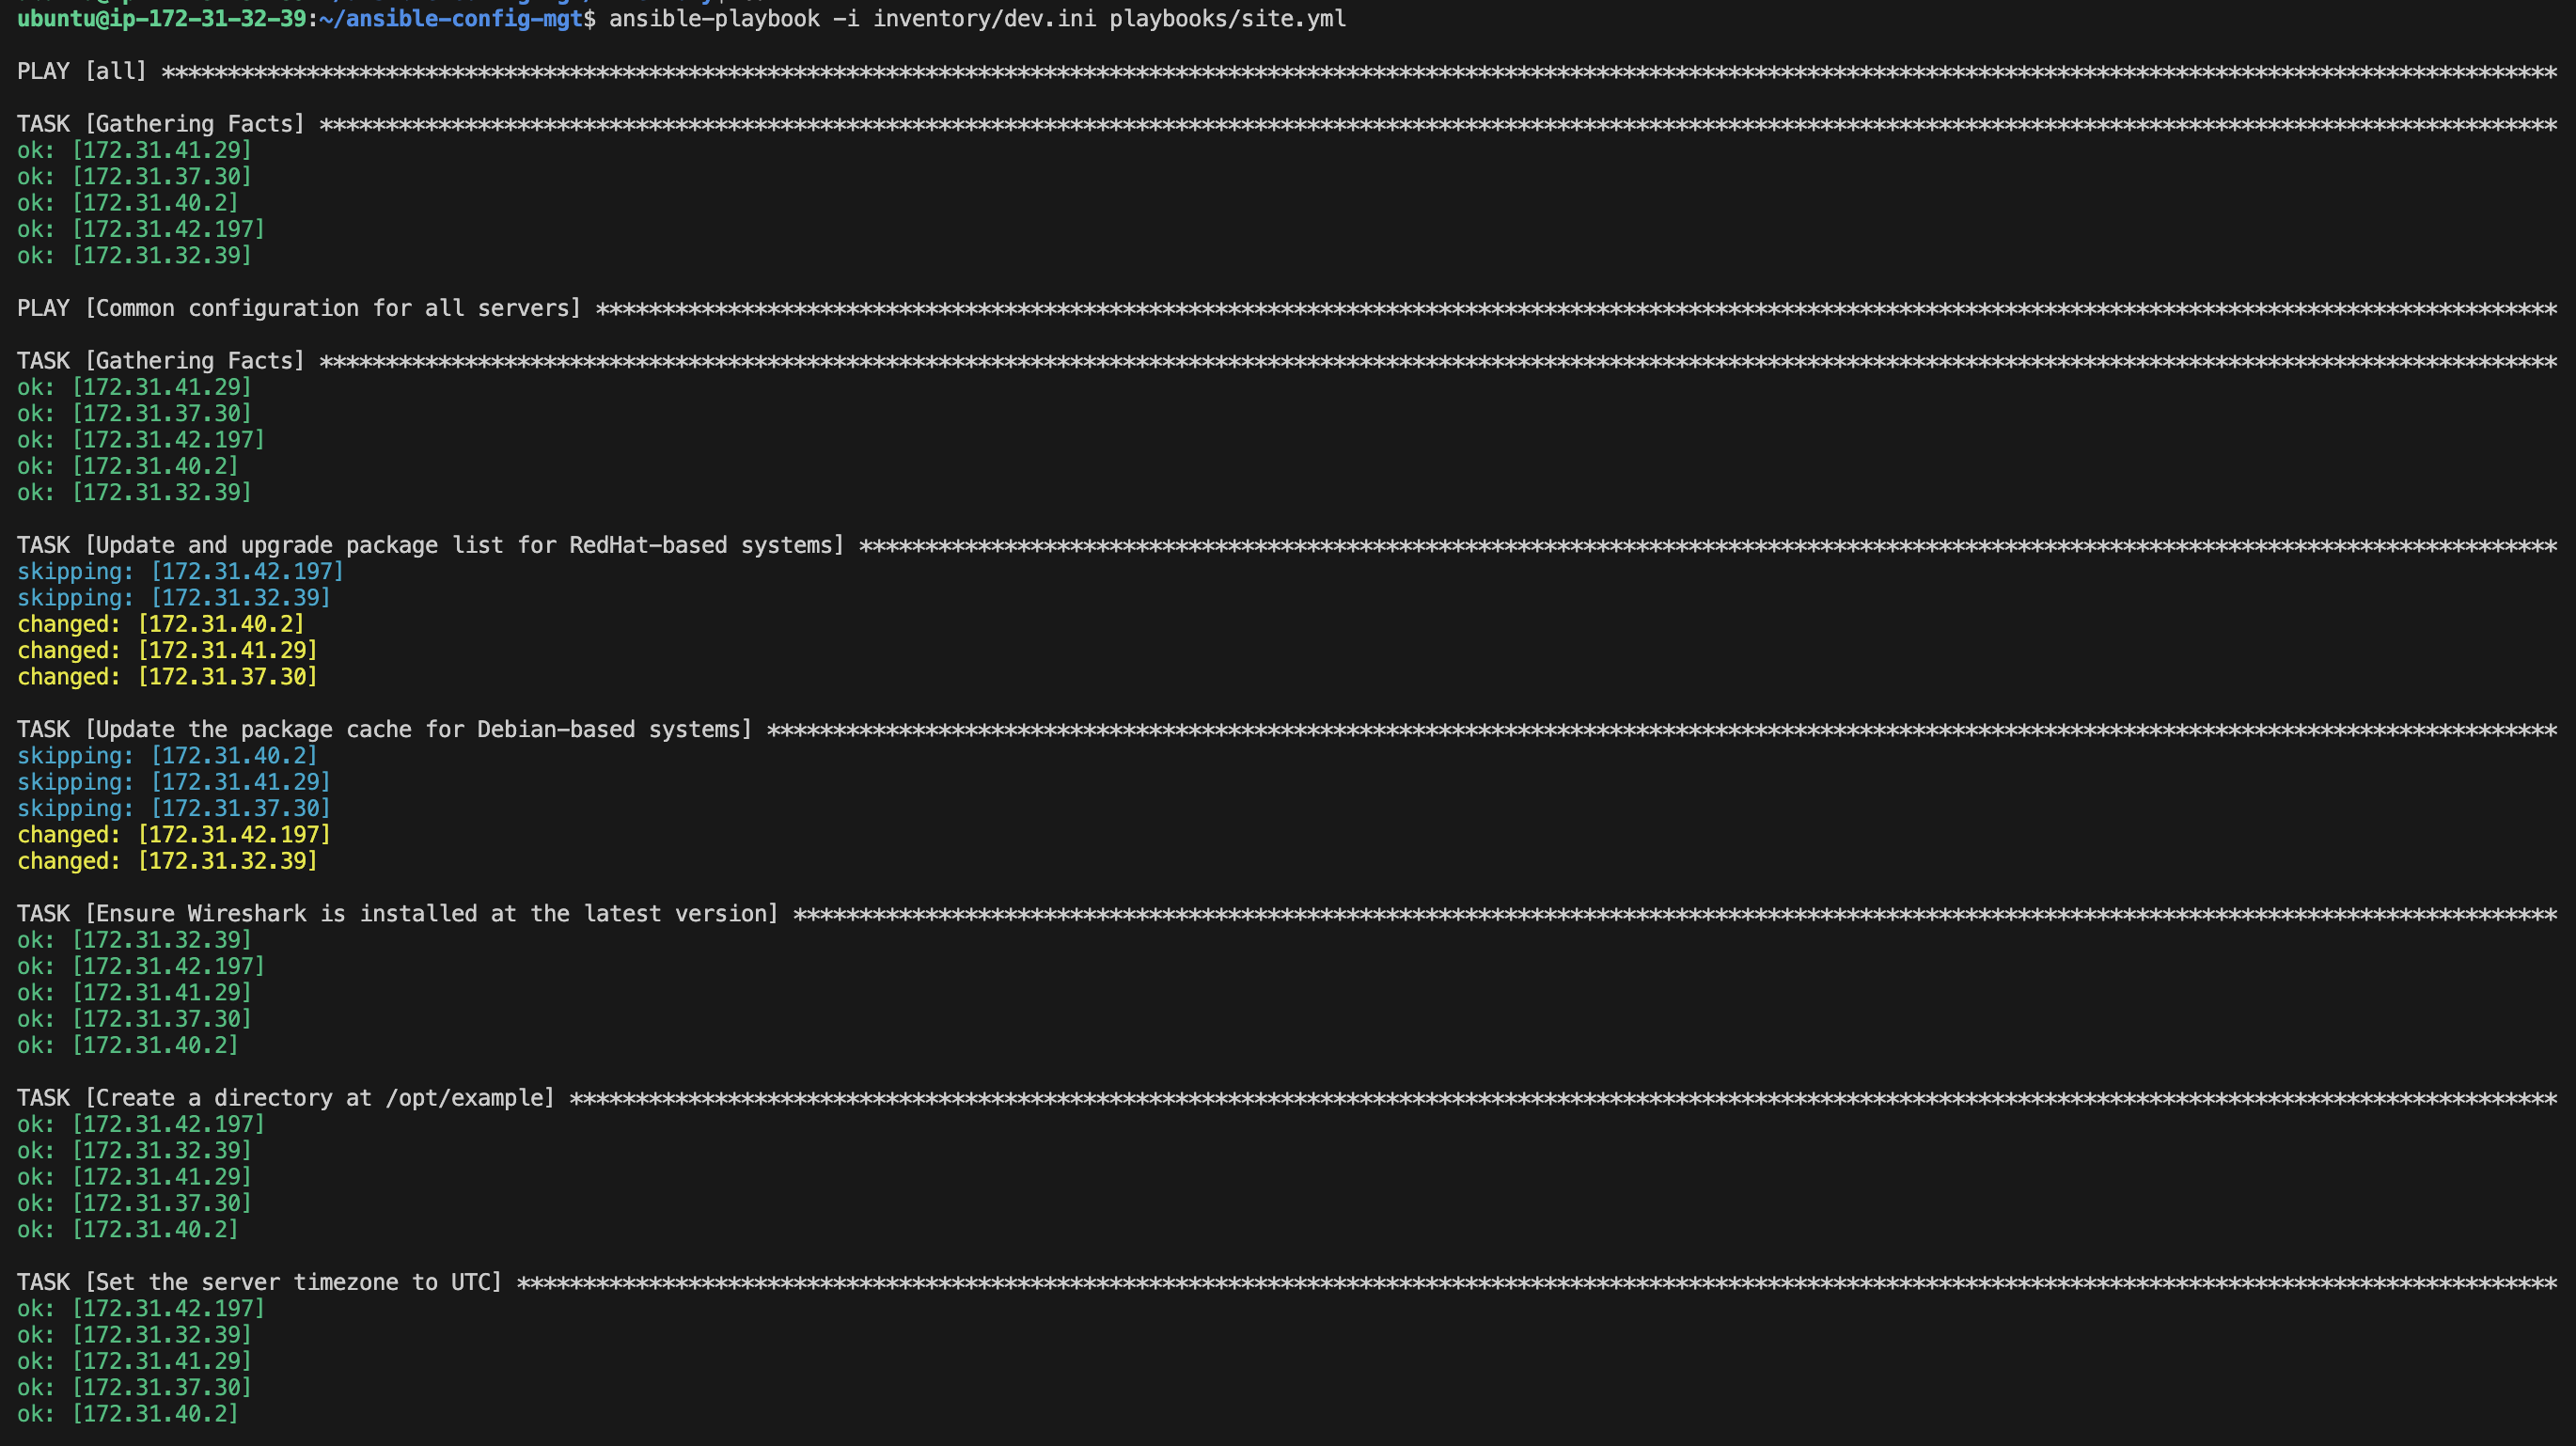 ubuntu@ip-172-31-32-39:~/ansible-config-mgt$ ansible-playbook -i inventory/dev.ini playbooks/site.yml
PLAY [all] ****************************************************************************************************************************************************************************************
TASK [Gathering Facts] ****************************************************************************************************************************************************************************
ok: [172.31.41.29]
ok: [172.31.37.30]
ok: [172.31.40.2]
ok: [172.31.42.197]
ok: [172.31.32.39]
PLAY [Common configuration for all servers] *******************************************************************************************************************************************************
TASK [Gathering Facts] ****************************************************************************************************************************************************************************
ok: [172.31.41.29]
ok: [172.31.37.30]
ok: [172.31.42.197]
ok: [172.31.40.2]
ok: [172.31.32.39]
TASK [Update and upgrade package list for RedHat-based systems] ***********************************************************************************************************************************
skipping: [172.31.42.197]
skipping: [172.31.32.39]
changed: [172.31.40.2]
changed: [172.31.41.29]
changed: [172.31.37.30]
TASK [Update the package cache for Debian-based systems] ******************************************************************************************************************************************
skipping: [172.31.40.2]
skipping: [172.31.41.29]
skipping: [172.31.37.30]
changed: [172.31.42.197]
changed: [172.31.32.39]
TASK [Ensure Wireshark is installed at the latest version] ****************************************************************************************************************************************
ok: [172.31.32.39]
ok: [172.31.42.197]
ok: [172.31.41.29]
ok: [172.31.37.30]
ok: [172.31.40.2]
TASK [Create a directory at /opt/example] *********************************************************************************************************************************************************
ok: [172.31.42.197]
ok: [172.31.32.39]
ok: [172.31.41.29]
ok: [172.31.37.30]
ok: [172.31.40.2]
TASK [Set the server timezone to UTC] *************************************************************************************************************************************************************
ok: [172.31.42.197]
ok: [172.31.32.39]
ok: [172.31.41.29]
ok: [172.31.37.30]
ok: [172.31.40.2]